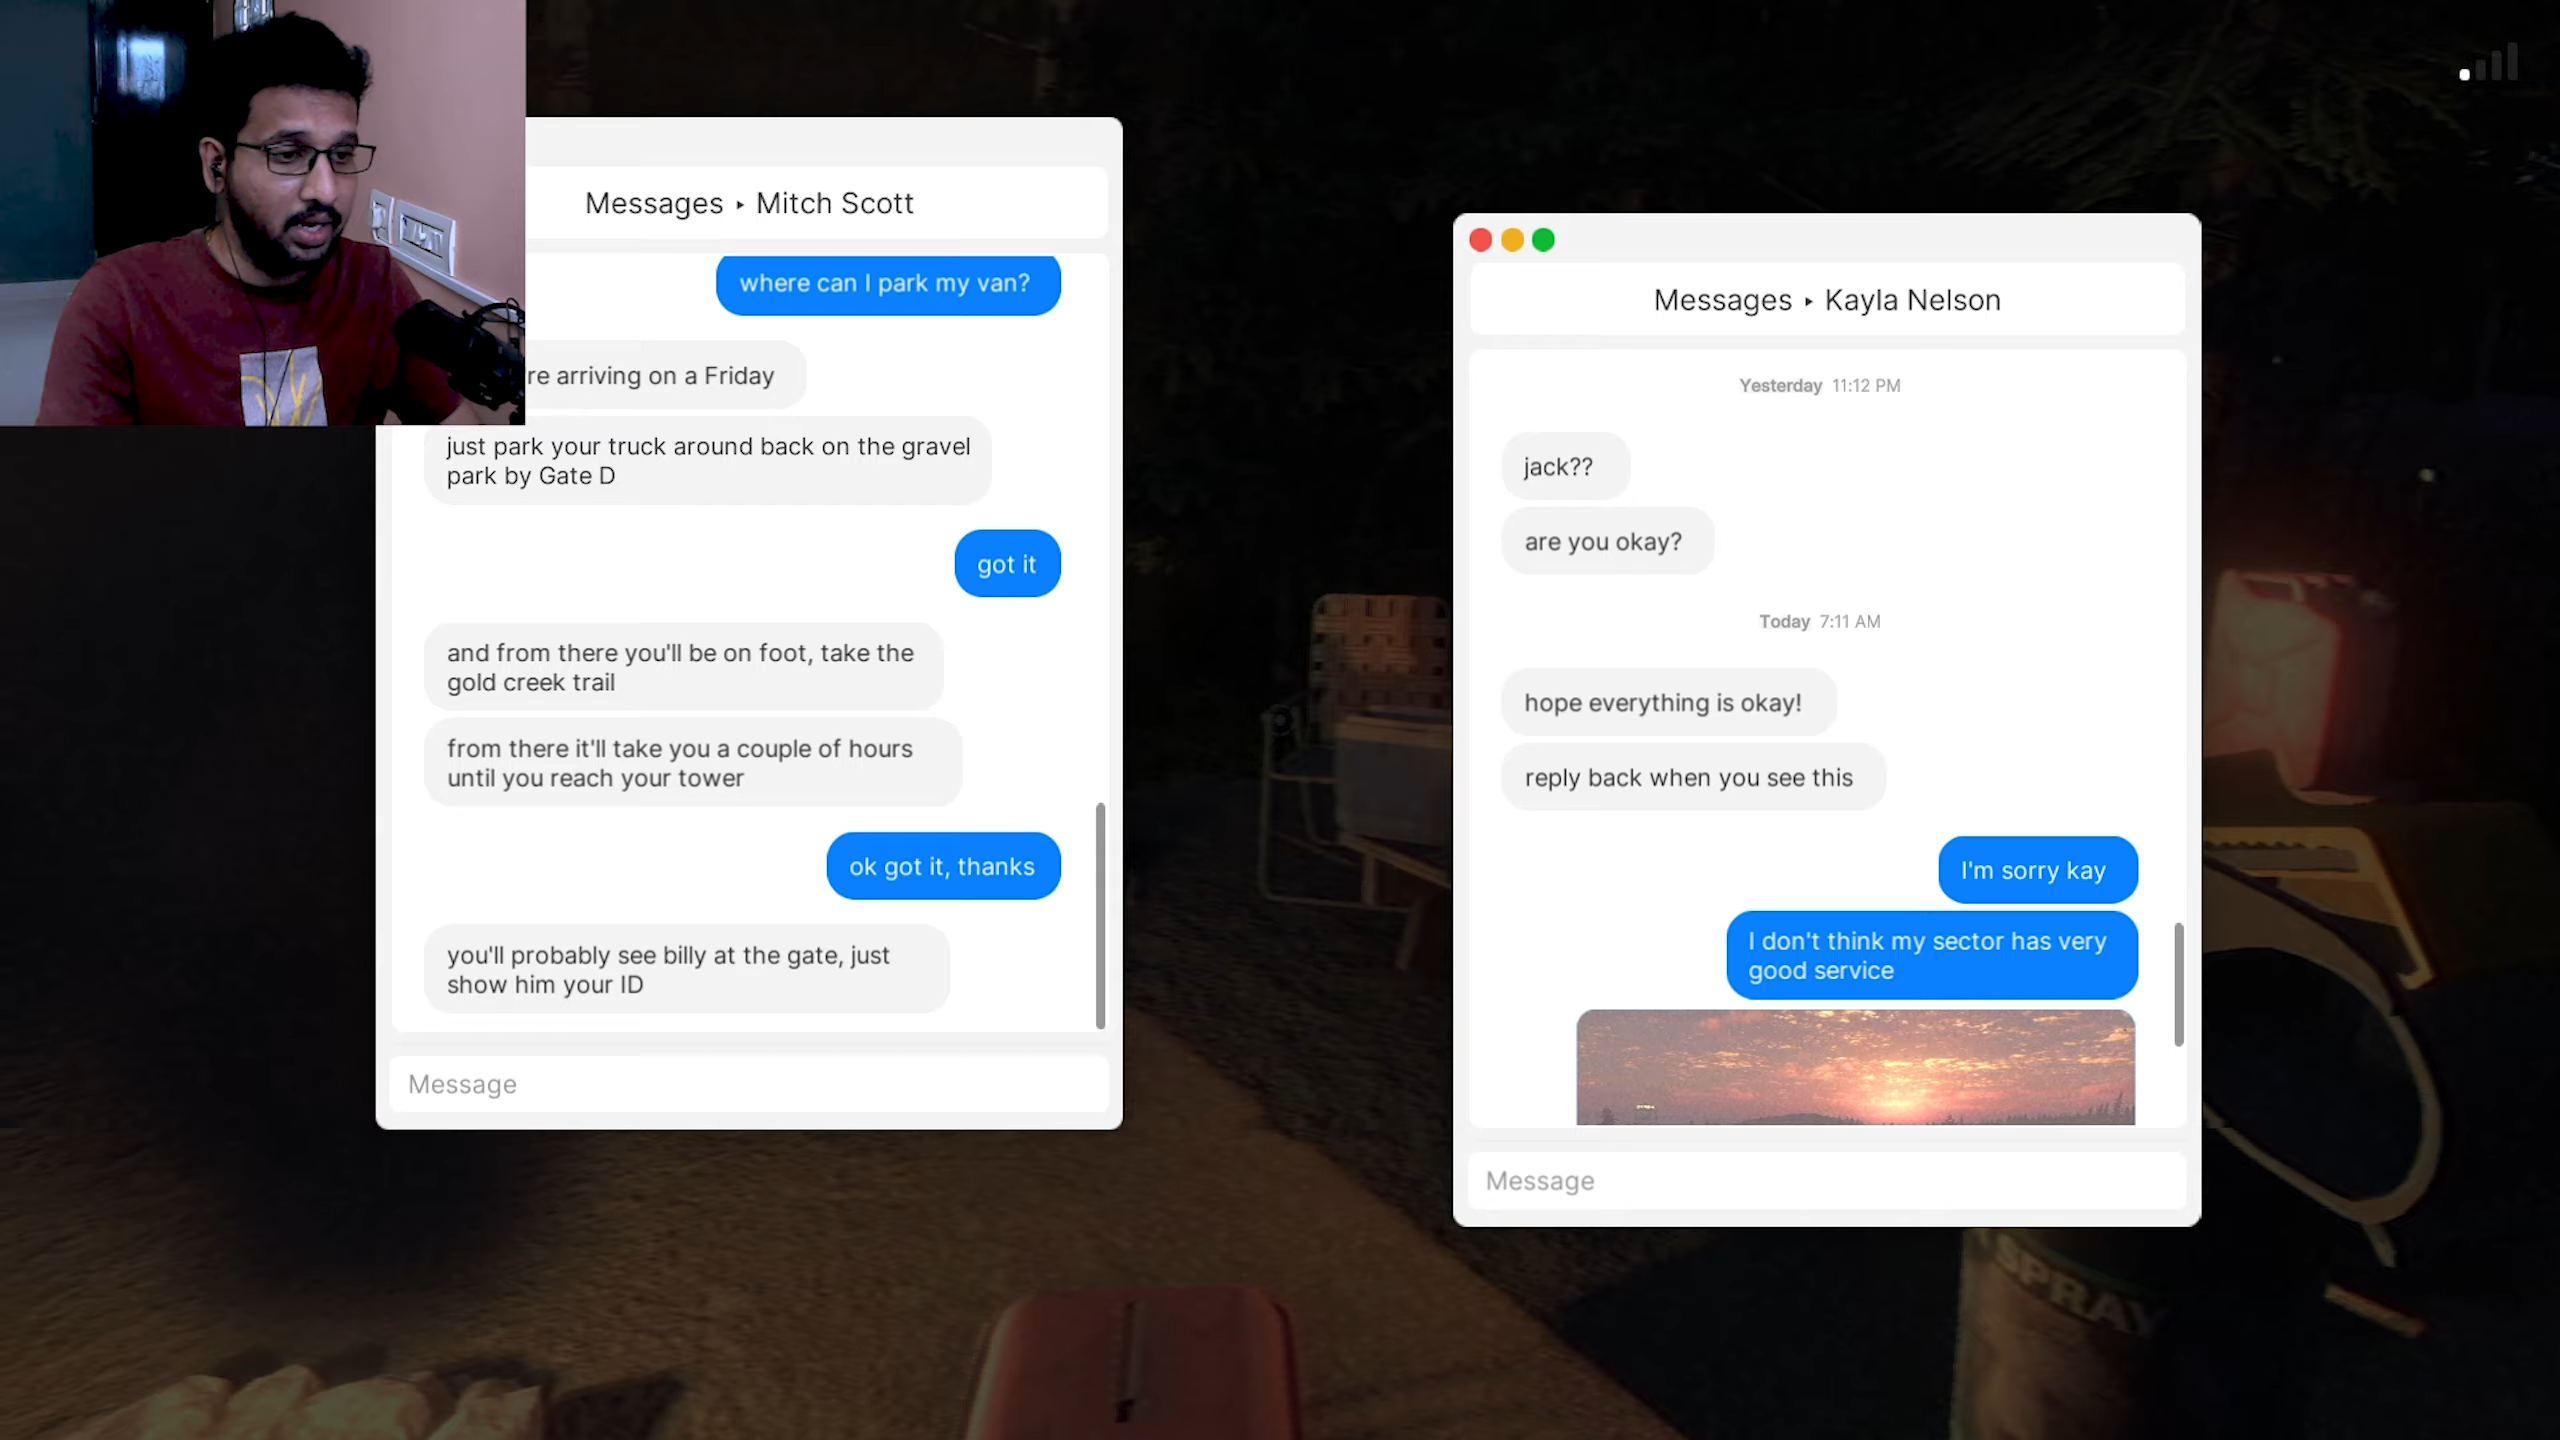 Messages ▸ Mitch Scott
where can I park my van?
re arriving on a Friday
just park your truck around back on the gravel
park by Gate D
got it
and from there you'll be on foot, take the
gold creek trail
from there it'll take you a couple of hours
until you reach your tower
ok got it, thanks
you'll probably see billy at the gate, just
show him your ID
Message
Messages ▸ Kayla Nelson
Yesterday 11:12 PM
jack??
are you okay?
Today 7:11 AM
hope everything is okay!
reply back when you see this
I'm sorry kay
I don't think my sector has very
good service
Message
SPRAY